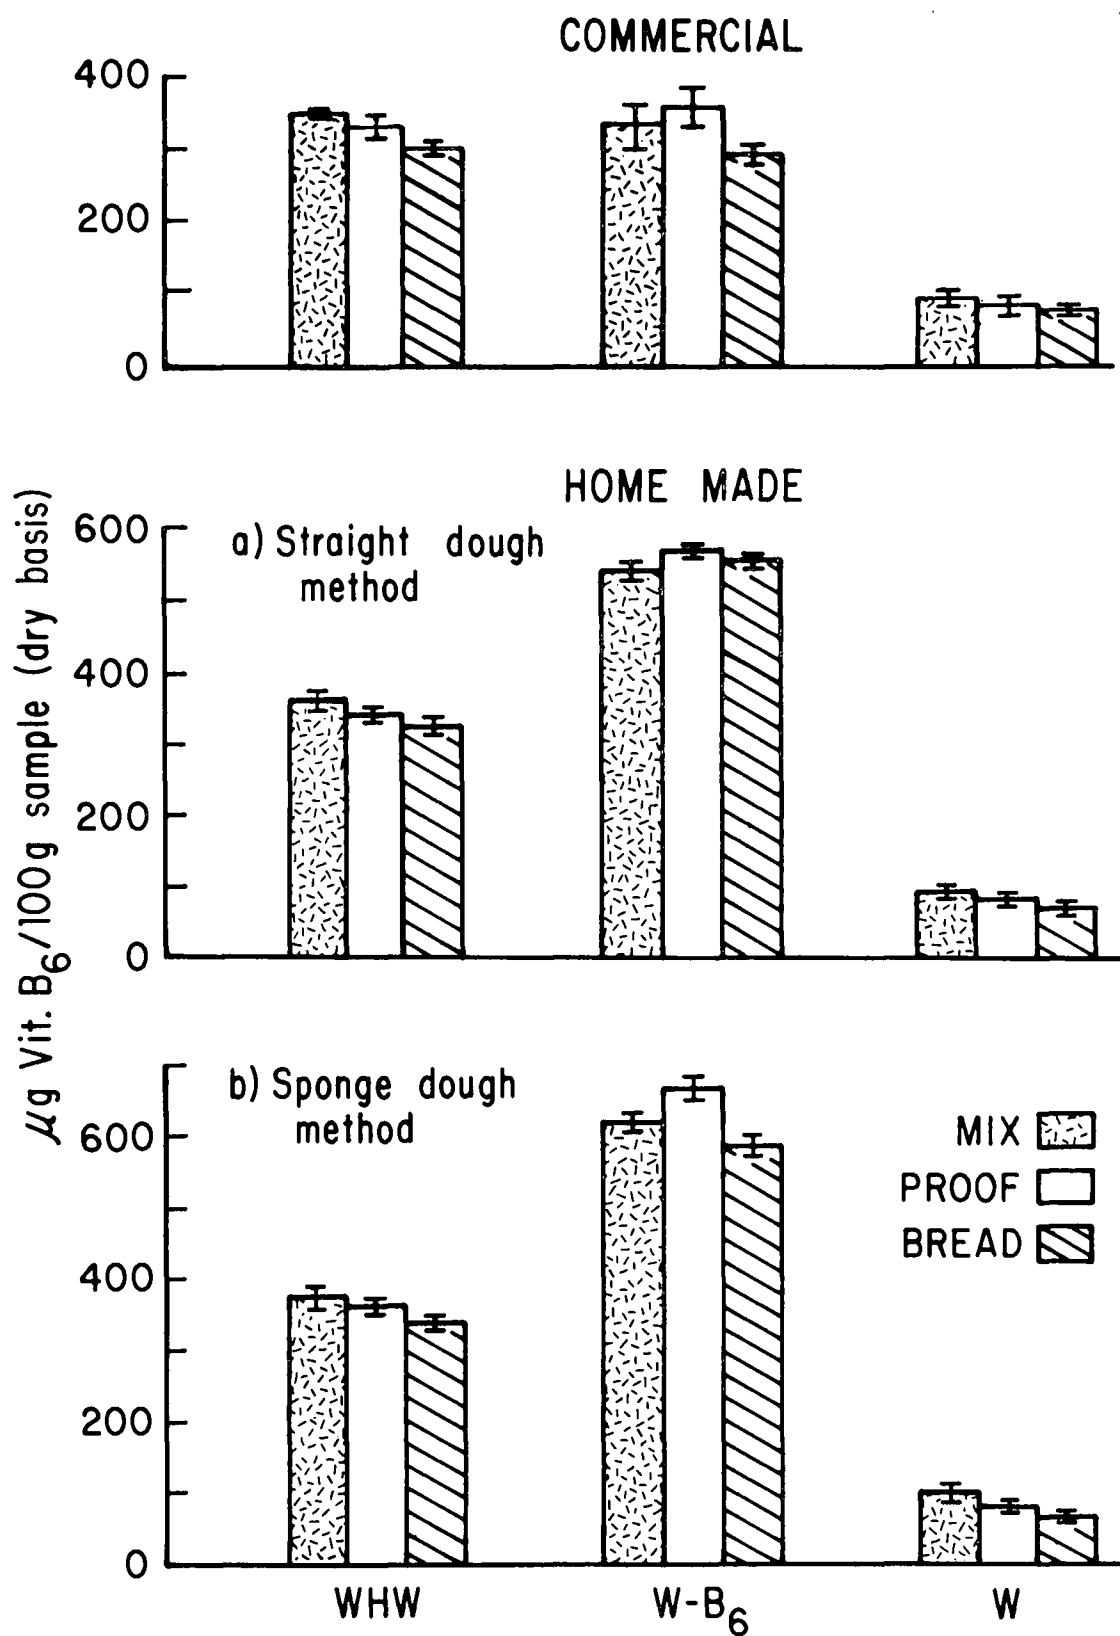 COMMERCIAL
400
200
0
μg Vit. B6/100g sample (dry basis)
HOME MADE
a) Straight dough
method
600
400
200
0
b) Sponge dough
method
600
400
200
0
MIX
PROOF
BREAD
WHW
W-B6
W